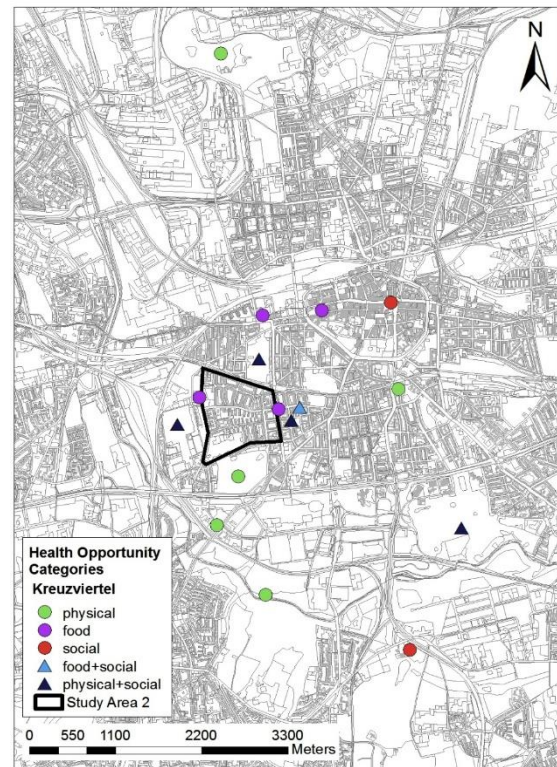 N
Health Opportunity
Categories
Kreuzviertel
physical
food
social
food+social
physical+social
Study Area 2
0 550 1100 2200 3300
Meters